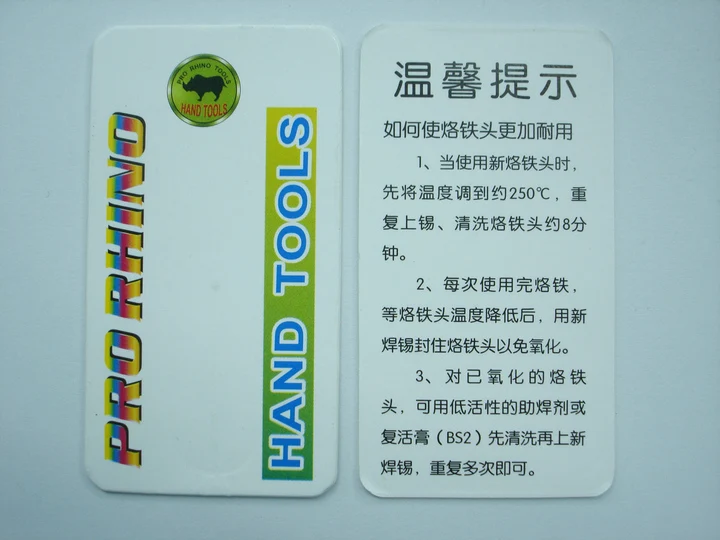 PRO RHINO TOOLS
HAND TOOLS
PRO RHINO
HAND TOOLS
温馨提示
如何使烙铁头更加耐用
1、当使用新烙铁头时，
先将温度调到约250℃，重
复上锡、清洗烙铁头约8分
钟。
2、每次使用完烙铁，
等烙铁头温度降低后，用新
焊锡封住烙铁头以免氧化。
3、对已氧化的烙铁
头，可用低活性的助焊剂或
复活膏（BS2）先清洗再上新
焊锡，重复多次即可。